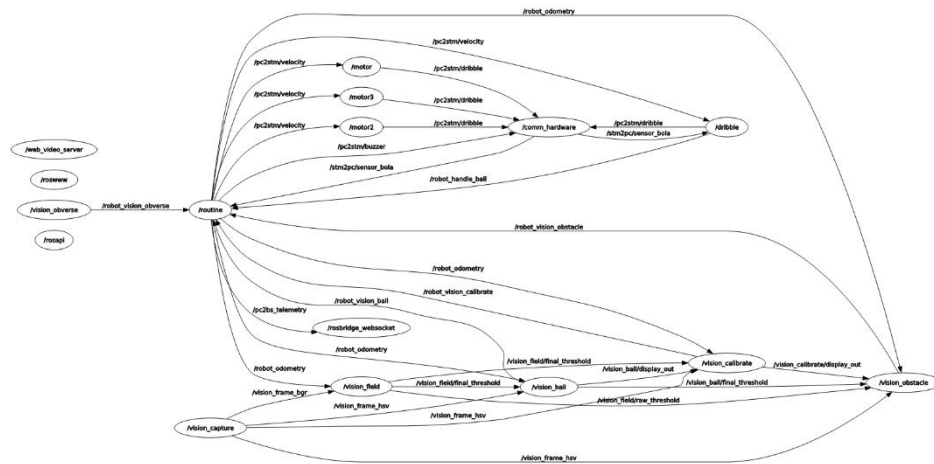 /robot_odometry
/pc2stm/velocity
/pc2stm/velocity
/motor
/pc2stm/dribble
/pc2stm/velocity
/motor3
/pc2stm/dribble
/pc2stm/velocity
/motor2
/pc2stm/dribble
/comm_hardware
/pc2stm/dribble
/stm2pc/sensor_bola
/dribble
/pc2stm/buzzer
/web_video_server
/stm2pc/sensor_bola
/roswww
/robot_handle_ball
/vision_obverse
/robot_vision_obverse
/routine
/robot_vision_obstacle
/rosapi
/robot_odometry
/robot_vision_calibrate
/robot_vision_ball
/pc2bs_telemetry
/rosbridge_websocket
/robot_odometry
/vision_field/final_threshold
/vision_calibrate
/vision_calibrate/display_out
/robot_odometry
/vision_ball/display_out
/vision_frame_bgr
/vision_field
/vision_field/final_threshold
/vision_ball
/vision_ball/final_threshold
/vision_obstacle
/vision_frame_hsv
/vision_field/raw_threshold
/vision_frame_hsv
/vision_capture
/vision_frame_hsv